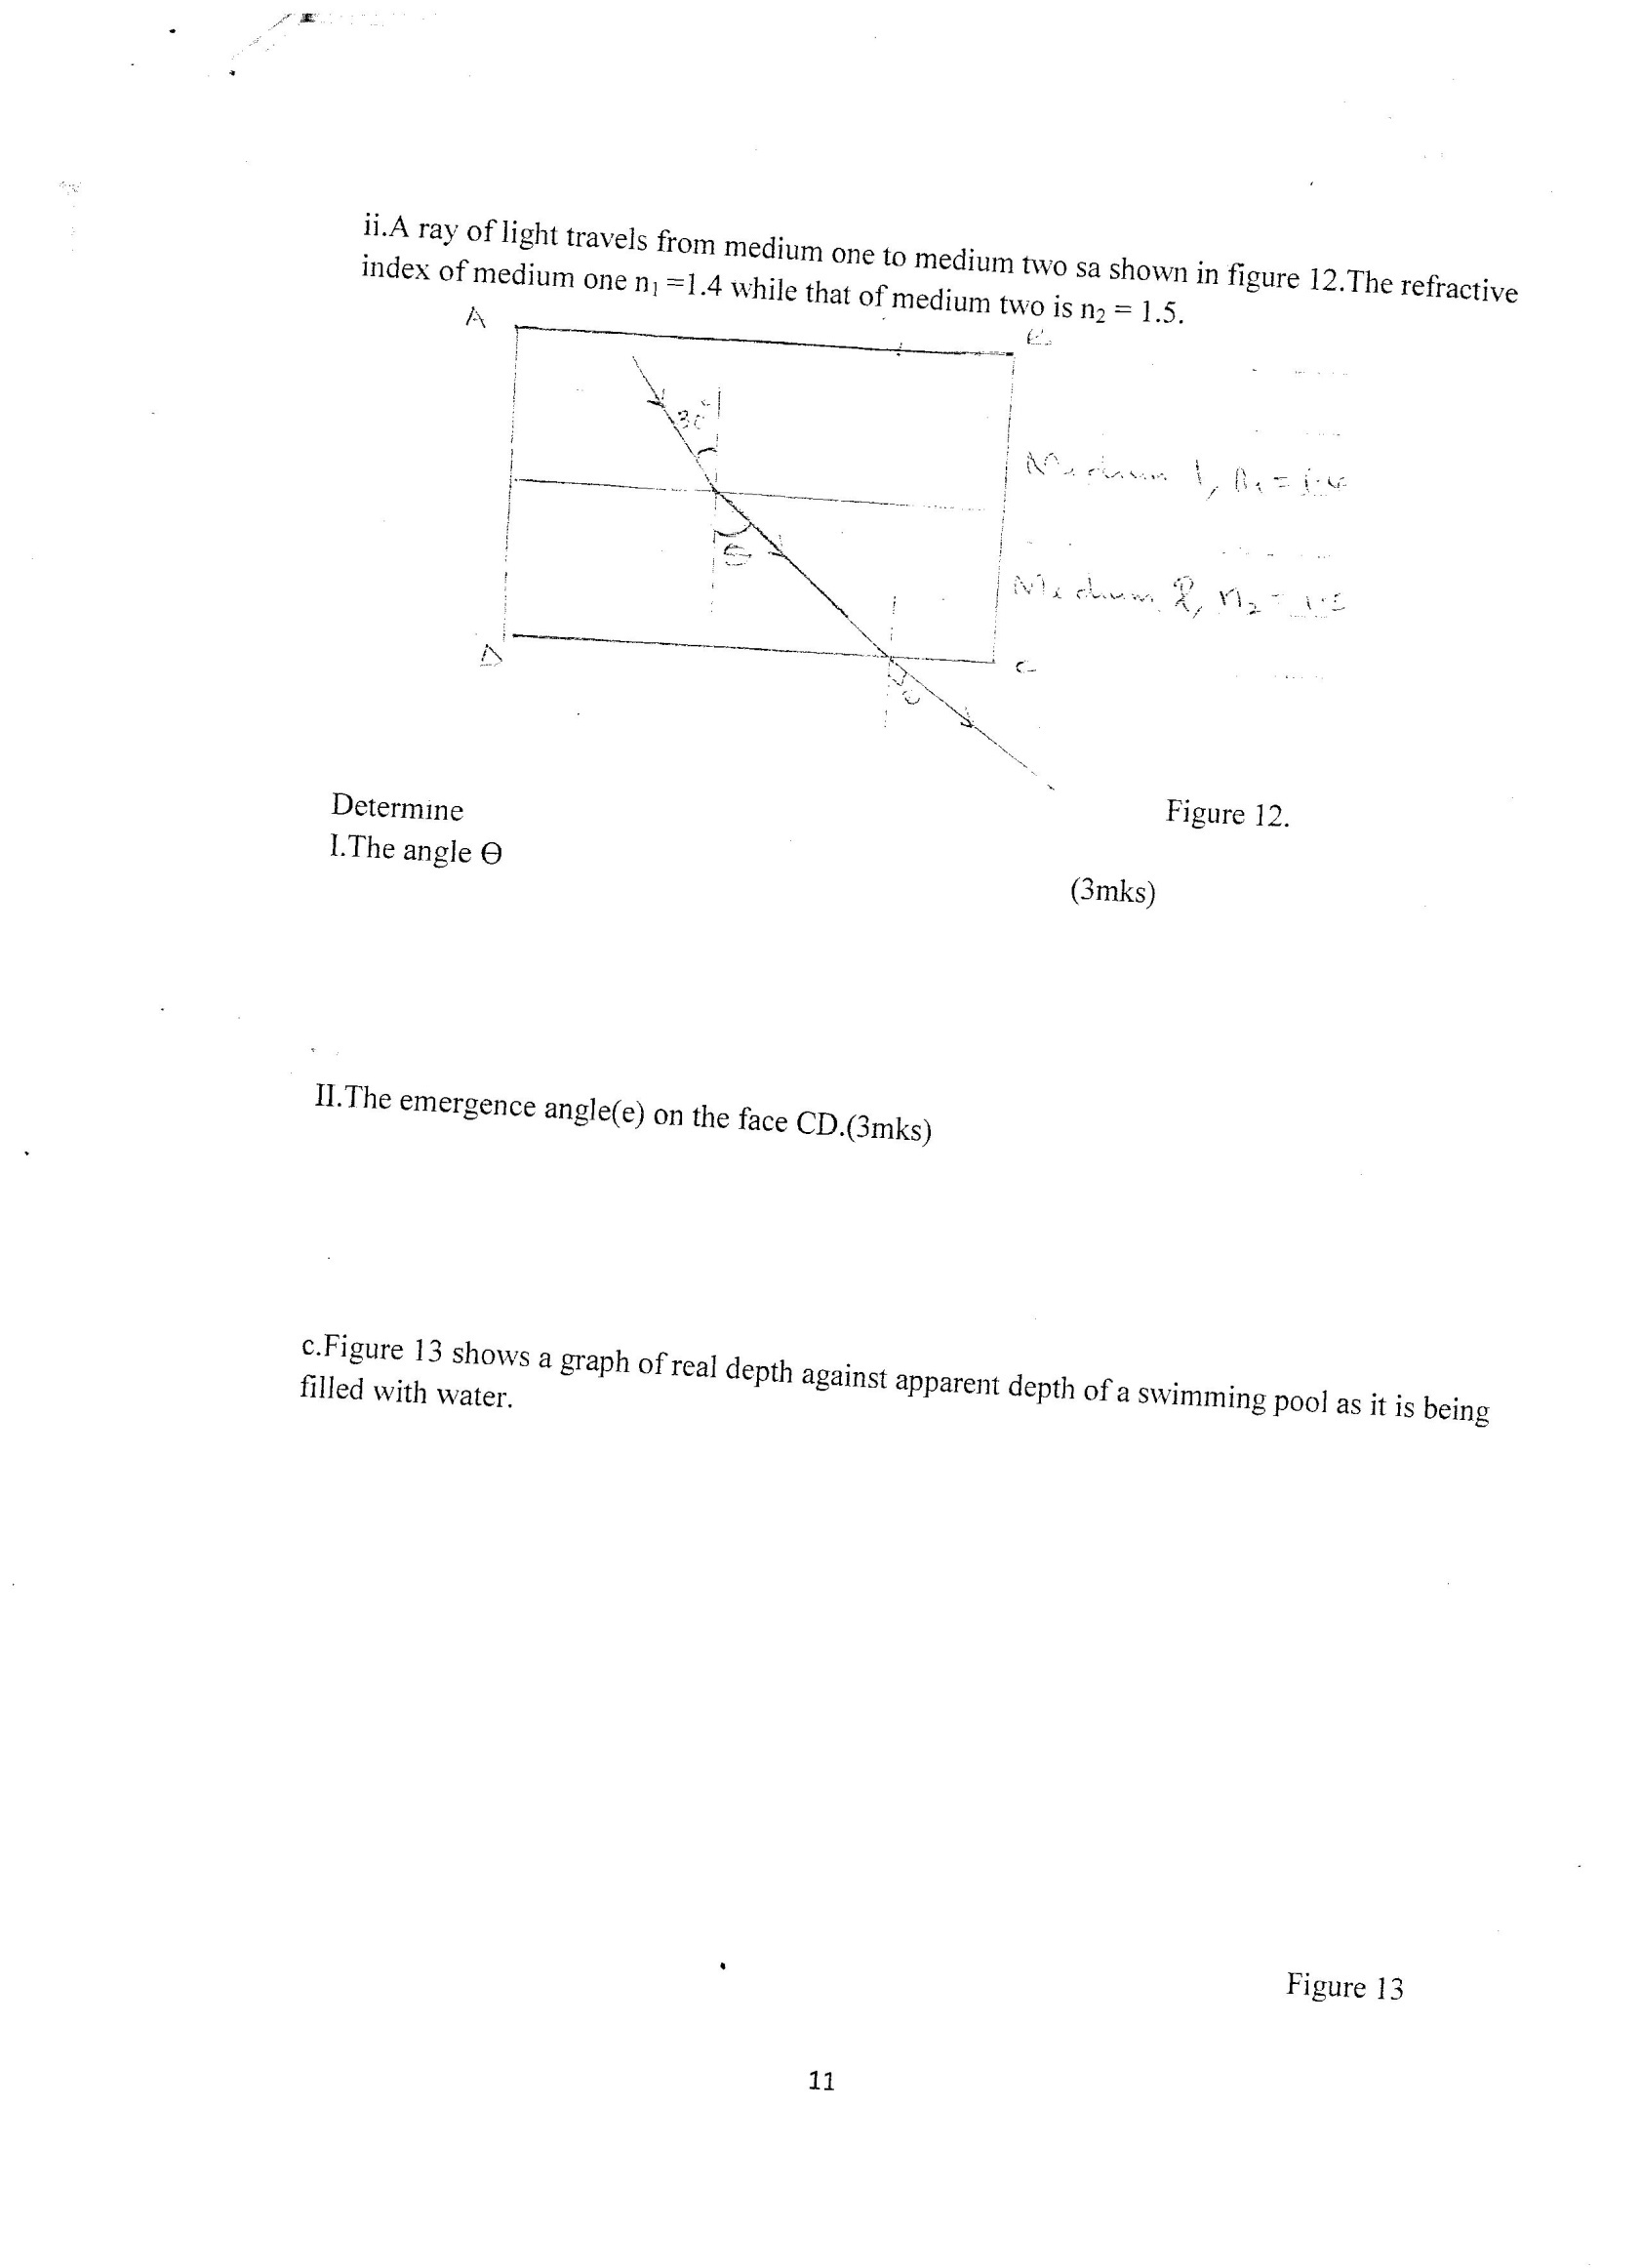 ii.A ray of light travels from medium one to medium two sa shown in figure 12.The refractive
index of medium one n₁ =1.4 while that of medium two is n₂ = 1.5.
A
30°
Medium 1, n₁ = 1.4
θ
Medium 2, n₂ = 1.5
D
C
e
Figure 12.
Determine
I.The angle Ɵ
(3mks)
II.The emergence angle(e) on the face CD.(3mks)
c.Figure 13 shows a graph of real depth against apparent depth of a swimming pool as it is being
filled with water.
Figure 13
11